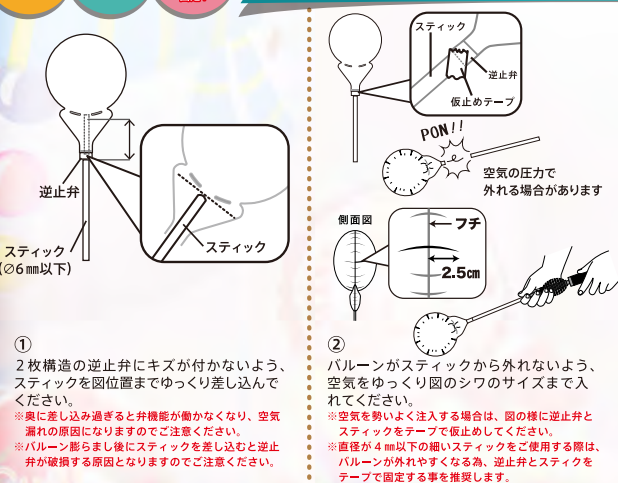 逆止弁
スティック
(∅6㎜以下)
スティック
①
2枚構造の逆止弁にキズが付かないよう、
スティックを図位置までゆっくり差し込んで
ください。
※奥に差し込み過ぎると弁機能が働かなくなり、空気
漏れの原因になりますのでご注意ください。
※バルーン膨らまし後にスティックを差し込むと逆止
弁が破損する原因となりますのでご注意ください。
スティック
逆止弁
仮止めテープ
PON!!
空気の圧力で
外れる場合があります
側面図
フチ
2.5㎝
②
バルーンがスティックから外れないよう、
空気をゆっくり図のシワのサイズまで入
れてください。
※空気を勢いよく注入する場合は、図の様に逆止弁と
スティックをテープで仮止めしてください。
※直径が4㎜以下の細いスティックをご使用する際は、
バルーンが外れやすくなる為、逆止弁とスティクを
テープで固定する事を推奨します。